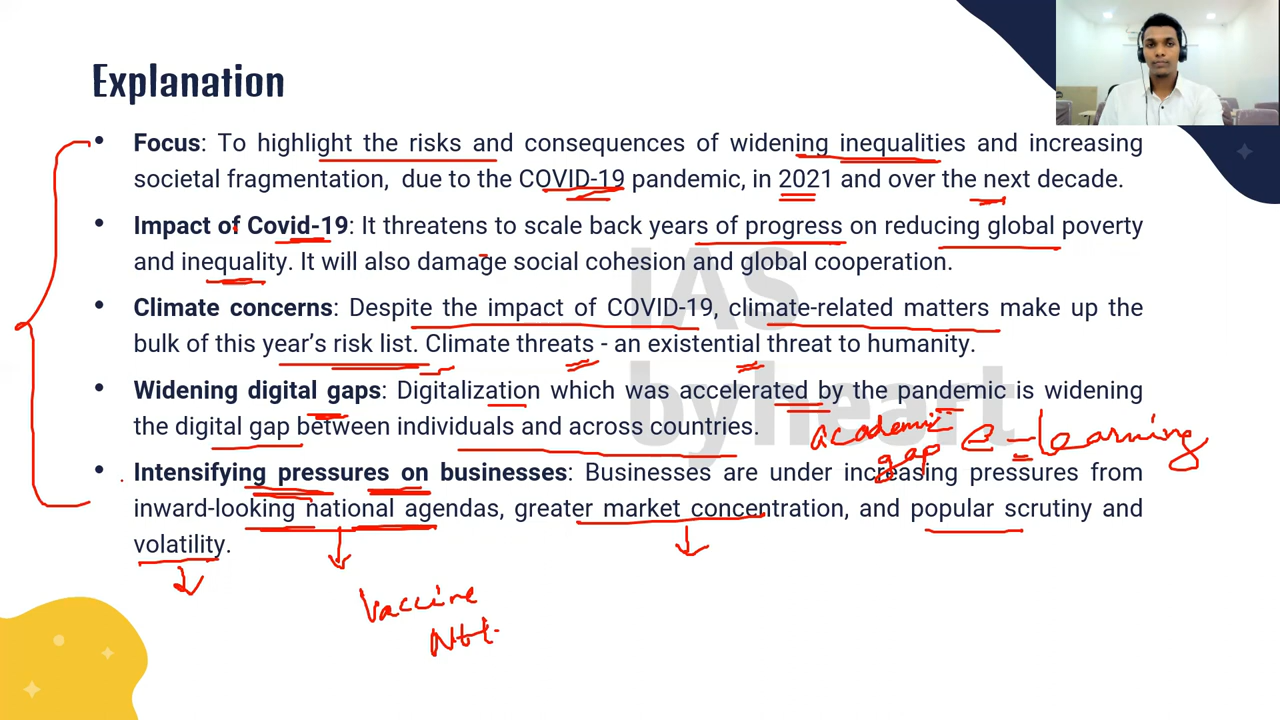 Explanation
• Focus: To highlight the risks and consequences of widening inequalities and increasing
societal fragmentation, due to the COVID-19 pandemic, in 2021 and over the next decade.
• Impact of Covid-19: It threatens to scale back years of progress on reducing global poverty
and inequality. It will also damage social cohesion and global cooperation.
• Climate concerns: Despite the impact of COVID-19, climate-related matters make up the
bulk of this year's risk list. Climate threats - an existential threat to humanity.
• Widening digital gaps: Digitalization which was accelerated by the pandemic is widening
the digital gap between individuals and across countries.
academic
gap
e-learning
• Intensifying pressures on businesses: Businesses are under increasing pressures from
inward-looking national agendas, greater market concentration, and popular scrutiny and
volatility.
Vaccine
IAS
by heart